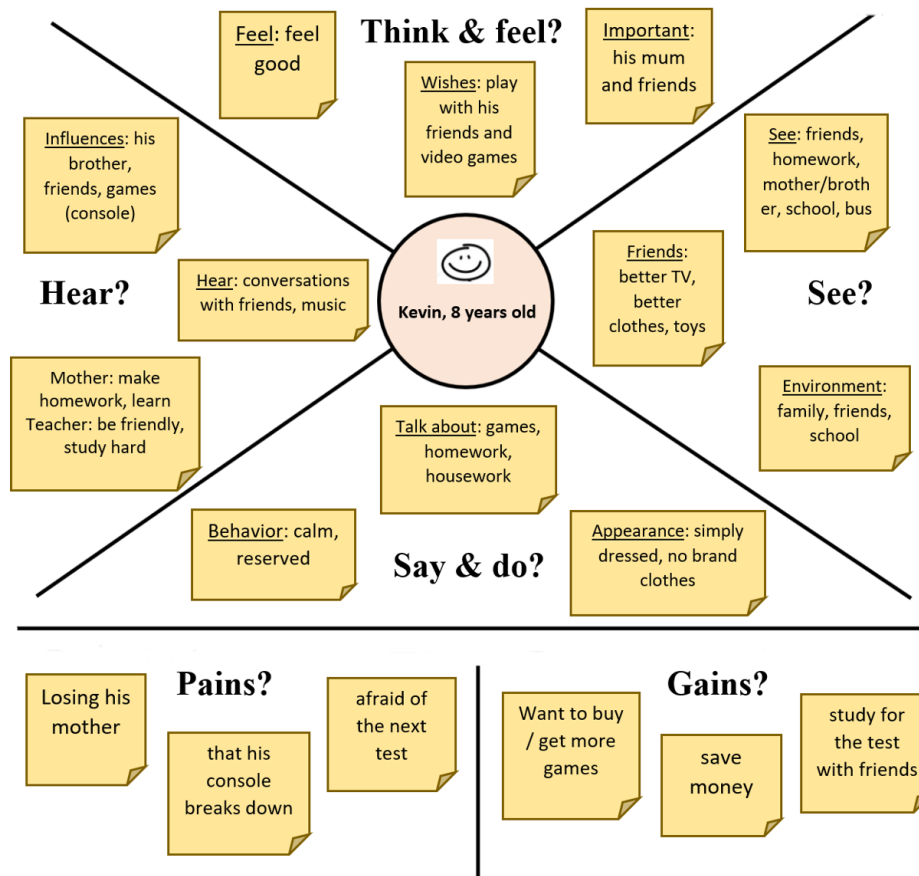 Think & feel?
Feel: feel
good
Wishes: play
with his
friends and
video games
Important:
his mum
and friends
Influences: his
brother,
friends, games
(console)
Hear: conversations
with friends, music
Hear?
Mother: make
homework, learn
Teacher: be friendly,
study hard
Kevin, 8 years old
See: friends,
homework,
mother/broth
er, school, bus
Friends:
better TV,
better
clothes, toys
See?
Environment:
family, friends,
school
Talk about: games,
homework,
housework
Behavior: calm,
reserved
Say & do?
Appearance: simply
dressed, no brand
clothes
Pains?
Losing his
mother
that his
console
breaks down
afraid of
the next
test
Gains?
Want to buy
/ get more
games
save
money
study for
the test
with friends